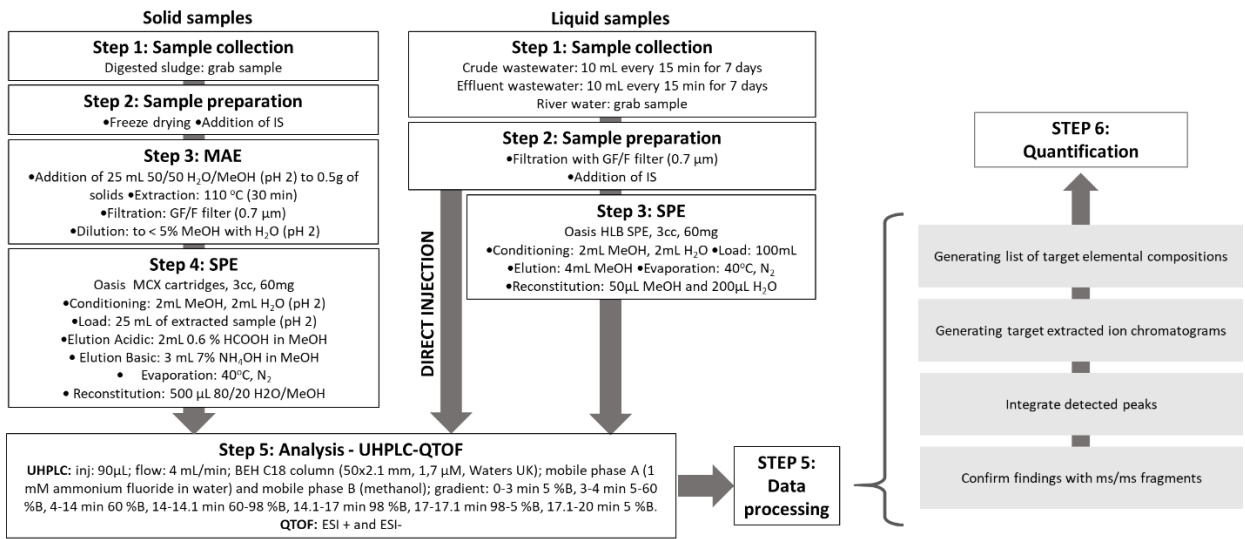 Solid samples
Step 1: Sample collection
Digested sludge: grab sample
Step 2: Sample preparation
•Freeze drying •Addition of IS
Step 3: MAE
•Addition of 25 mL 50/50 H₂O/MeOH (pH 2) to 0.5g of
solids •Extraction: 110 °C (30 min)
•Filtration: GF/F filter (0.7 µm)
•Dilution: to < 5% MeOH with H₂O (pH 2)
Step 4: SPE
Oasis MCX cartridges, 3cc, 60mg
•Conditioning: 2mL MeOH, 2mL H₂O (pH 2)
•Load: 25 mL of extracted sample (pH 2)
•Elution Acidic: 2mL 0.6 % HCOOH in MeOH
•Elution Basic: 3 mL 7% NH₄OH in MeOH
• Evaporation: 40°C, N₂
• Reconstitution: 500 µL 80/20 H2O/MeOH
Liquid samples
Step 1: Sample collection
Crude wastewater: 10 mL every 15 min for 7 days
Effluent wastewater: 10 mL every 15 min for 7 days
River water: grab sample
Step 2: Sample preparation
•Filtration with GF/F filter (0.7 µm)
•Addition of IS
DIRECT INJECTION
Step 3: SPE
Oasis HLB SPE, 3cc, 60mg
•Conditioning: 2mL MeOH, 2mL H₂O •Load: 100mL
•Elution: 4mL MeOH •Evaporation: 40°C, N₂
•Reconstitution: 50µL MeOH and 200µL H₂O
Step 5: Analysis - UHPLC-QTOF
UHPLC: inj: 90µL; flow: 4 mL/min; BEH C18 column (50x2.1 mm, 1,7 µM, Waters UK); mobile phase A (1
mM ammonium fluoride in water) and mobile phase B (methanol); gradient: 0-3 min 5 %B, 3-4 min 5-60
%B, 4-14 min 60 %B, 14-14.1 min 60-98 %B, 14.1-17 min 98 %B, 17-17.1 min 98-5 %B, 17.1-20 min 5 %B.
QTOF: ESI + and ESI-
STEP 5:
Data
processing
STEP 6:
Quantification
Generating list of target elemental compositions
Generating target extracted ion chromatograms
Integrate detected peaks
Confirm findings with ms/ms fragments